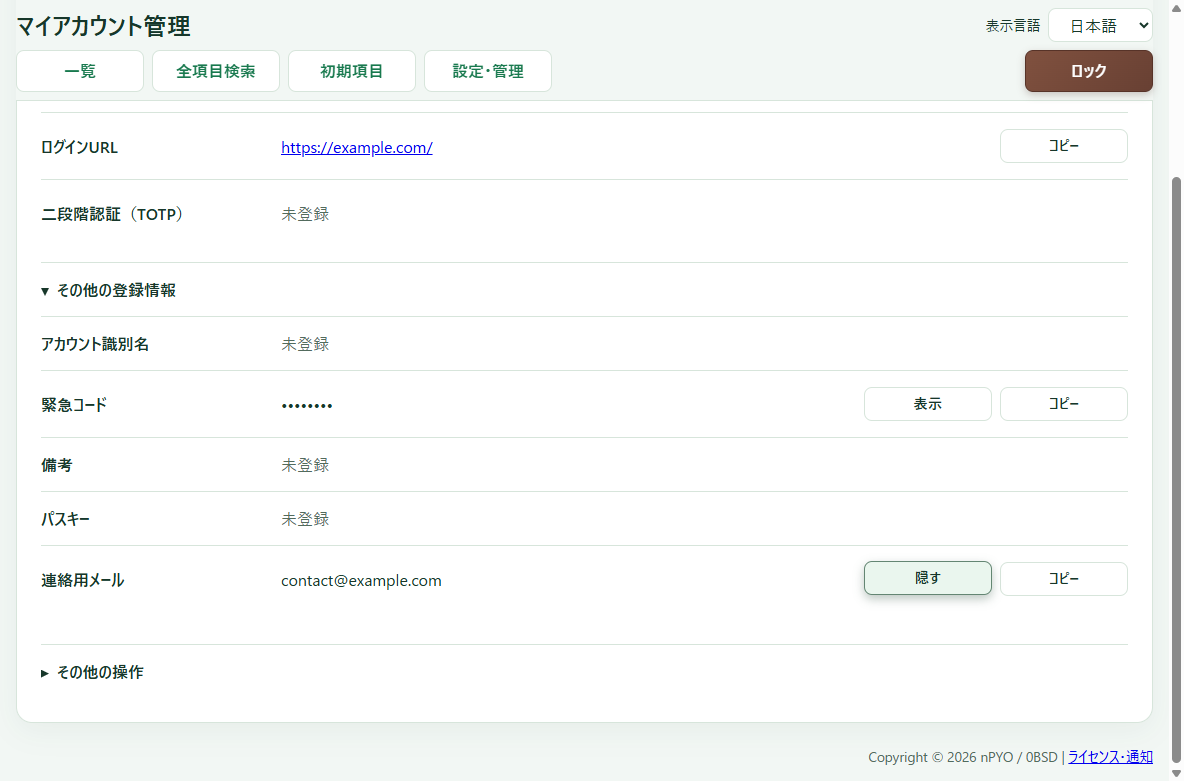 マイアカウント管理
表示言語 日本語
一覧 全項目検索 初期項目 設定・管理 ロック
ログインURL https://example.com/ コピー
二段階認証（TOTP） 未登録
▼ その他の登録情報
アカウント識別名 未登録
緊急コード •••••••• 表示 コピー
備考 未登録
パスキー 未登録
連絡用メール contact@example.com 隠す コピー
▶ その他の操作
Copyright © 2026 nPYO / 0BSD | ライセンス・通知